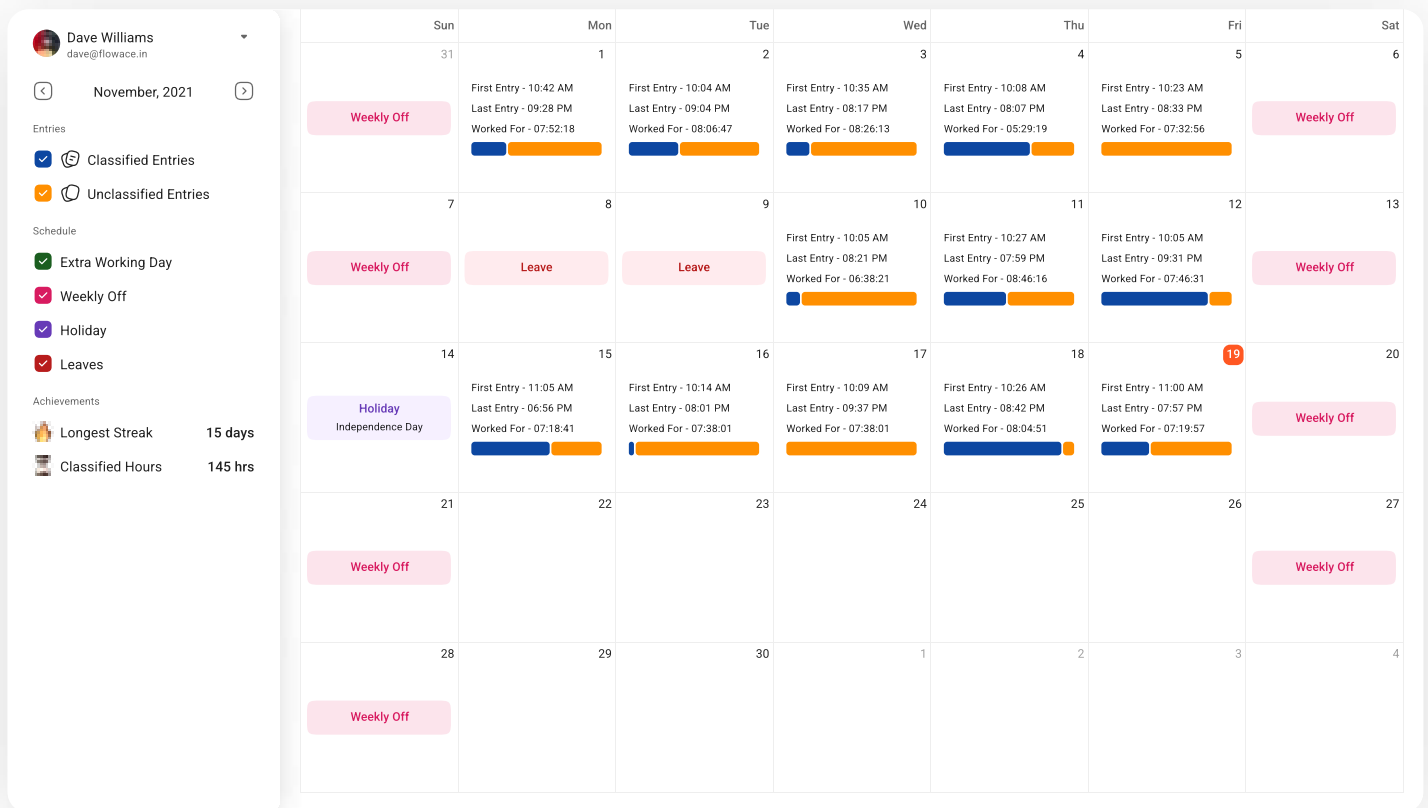 Dave Williams
dave@flowace.in
November, 2021
Entries
Classified Entries
Unclassified Entries
Schedule
Extra Working Day
Weekly Off
Holiday
Leaves
Achievements
Longest Streak 15 days
Classified Hours 145 hrs
Sun Mon Tue Wed Thu Fri Sat
31
Weekly Off
1
First Entry - 10:42 AM
Last Entry - 09:28 PM
Worked For - 07:52:18
2
First Entry - 10:04 AM
Last Entry - 09:04 PM
Worked For - 08:06:47
3
First Entry - 10:35 AM
Last Entry - 08:17 PM
Worked For - 08:26:13
4
First Entry - 10:08 AM
Last Entry - 08:07 PM
Worked For - 05:29:19
5
First Entry - 10:23 AM
Last Entry - 08:33 PM
Worked For - 07:32:56
6
Weekly Off
7
Weekly Off
8
Leave
9
Leave
10
First Entry - 10:05 AM
Last Entry - 08:21 PM
Worked For - 06:38:21
11
First Entry - 10:27 AM
Last Entry - 07:59 PM
Worked For - 08:46:16
12
First Entry - 10:05 AM
Last Entry - 09:31 PM
Worked For - 07:46:31
13
Weekly Off
14
Holiday
Independence Day
15
First Entry - 11:05 AM
Last Entry - 06:56 PM
Worked For - 07:18:41
16
First Entry - 10:14 AM
Last Entry - 08:01 PM
Worked For - 07:38:01
17
First Entry - 10:09 AM
Last Entry - 09:37 PM
Worked For - 07:38:01
18
First Entry - 10:26 AM
Last Entry - 08:42 PM
Worked For - 08:04:51
19
First Entry - 11:00 AM
Last Entry - 07:57 PM
Worked For - 07:19:57
20
Weekly Off
21
Weekly Off
22
23
24
25
26
27
Weekly Off
28
Weekly Off
29
30
1
2
3
4